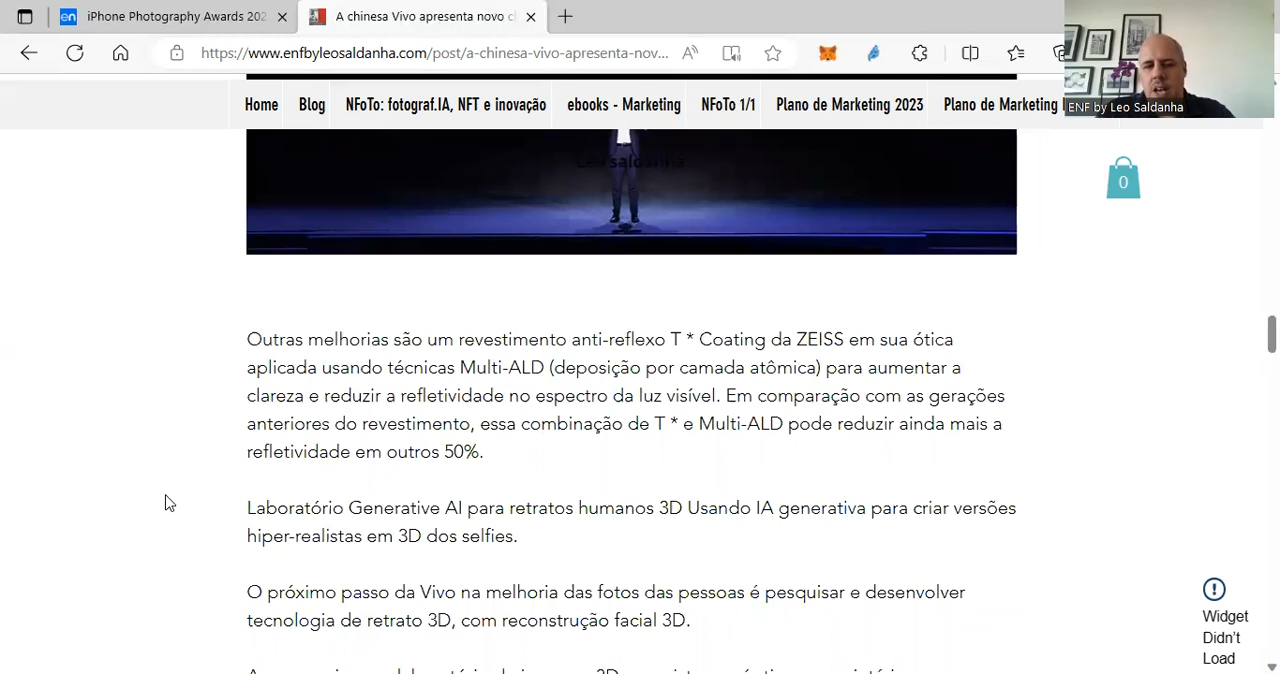 iPhone Photography Awards 202
A chinesa Vivo apresenta novo c
https://www.enfbyleosaldanha.com/post/a-chinesa-vivo-apresenta-nov...
Home Blog NFoTo: fotograf.IA, NFT e inovação ebooks - Marketing NFoTo 1/1 Plano de Marketing 2023 Plano de Marketing
ENF by Leo Saldanha
Leo saldanha
0
Outras melhorias são um revestimento anti-reflexo T * Coating da ZEISS em sua ótica
aplicada usando técnicas Multi-ALD (deposição por camada atômica) para aumentar a
clareza e reduzir a refletividade no espectro da luz visível. Em comparação com as gerações
anteriores do revestimento, essa combinação de T * e Multi-ALD pode reduzir ainda mais a
refletividade em outros 50%.
Laboratório Generative AI para retratos humanos 3D Usando IA generativa para criar versões
hiper-realistas em 3D dos selfies.
O próximo passo da Vivo na melhoria das fotos das pessoas é pesquisar e desenvolver
tecnologia de retrato 3D, com reconstrução facial 3D.
Widget
Didn't
Load